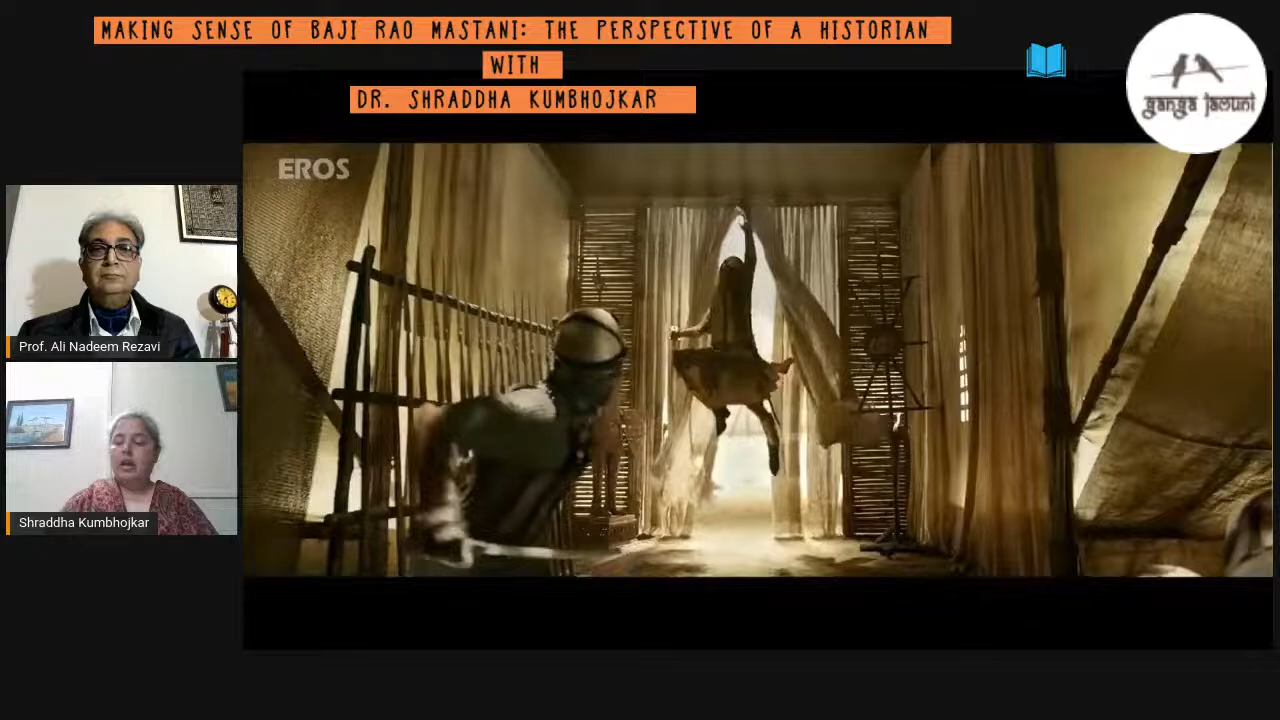 MAKING SENSE OF BAJI RAO MASTANI: THE PERSPECTIVE OF A HISTORIAN
WITH
DR. SHRADDHA KUMBHOJKAR
ganga jamuni
EROS
Prof. Ali Nadeem Rezavi
Shraddha Kumbhojkar